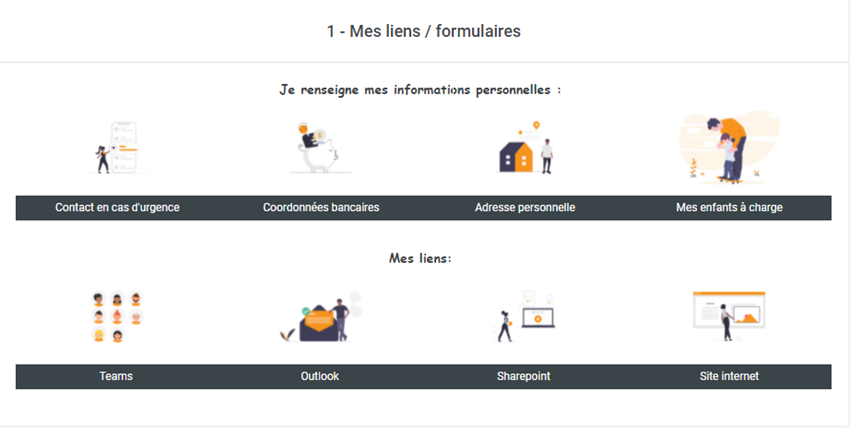 1 - Mes liens / formulaires
Je renseigne mes informations personnelles :
Contact en cas d'urgence Coordonnées bancaires Adresse personnelle Mes enfants à charge
Mes liens:
Teams Outlook Sharepoint Site internet